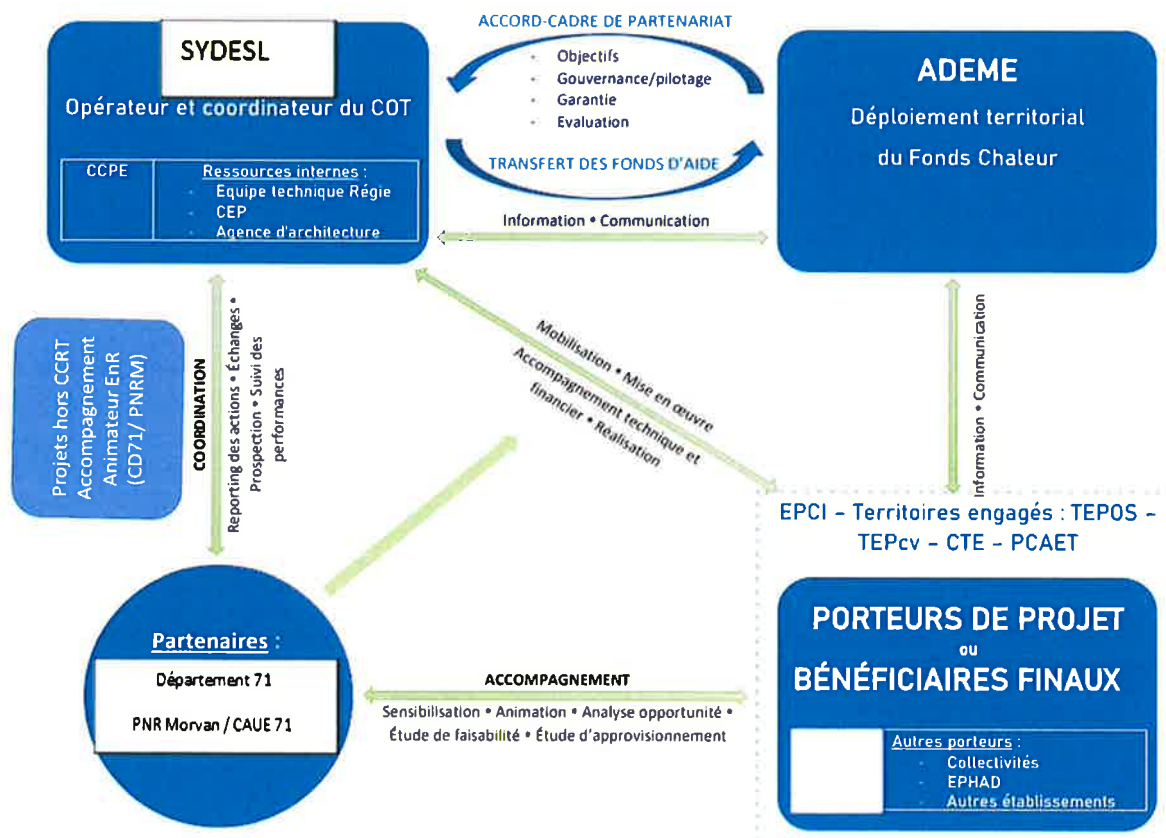 ACCORD-CADRE DE PARTENARIAT
- Objectifs
- Gouvernance/pilotage
- Garantie
- Evaluation
TRANSFERT DES FONDS D'AIDE
SYDESL
Opérateur et coordinateur du COT
CCPE
Ressources internes :
- Equipe technique Régie
- CEP
- Agence d'architecture
ADEME
Déploiement territorial
du Fonds Chaleur
Information • Communication
Projets hors CCRT
Accompagnement
Animateur EnR
(CD71/ PNRM)
COORDINATION
Reporting des actions • Échanges •
Prospection • Suivi des
performances
Mobilisation • Mise en œuvre
Accompagnement technique et
financier • Réalisation
Information • Communication
EPCI – Territoires engagés : TEPOS –
TEPcv – CTE – PCAET
PORTEURS DE PROJET
ou
BÉNÉFICIAIRES FINAUX
Autres porteurs :
- Collectivités
- EPHAD
- Autres établissements
Partenaires :
Département 71
PNR Morvan / CAUE 71
ACCOMPAGNEMENT
Sensibilisation • Animation • Analyse opportunité •
Étude de faisabilité • Étude d'approvisionnement